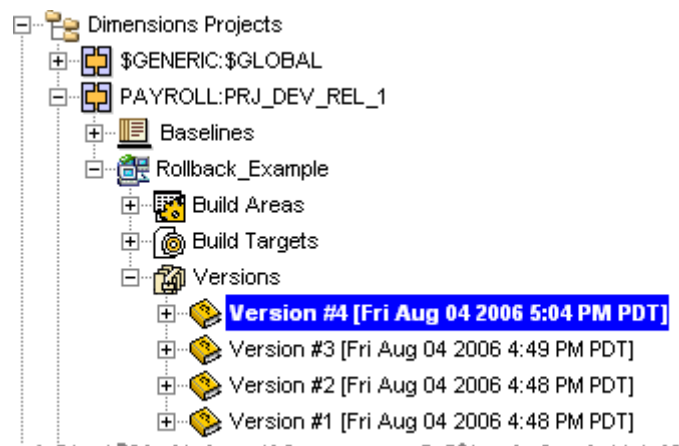 Dimensions Projects
$GENERIC:$GLOBAL
PAYROLL:PRJ_DEV_REL_1
Baselines
Rollback_Example
Build Areas
Build Targets
Versions
Version #4 [Fri Aug 04 2006 5:04 PM PDT]
Version #3 [Fri Aug 04 2006 4:49 PM PDT]
Version #2 [Fri Aug 04 2006 4:48 PM PDT]
Version #1 [Fri Aug 04 2006 4:48 PM PDT]